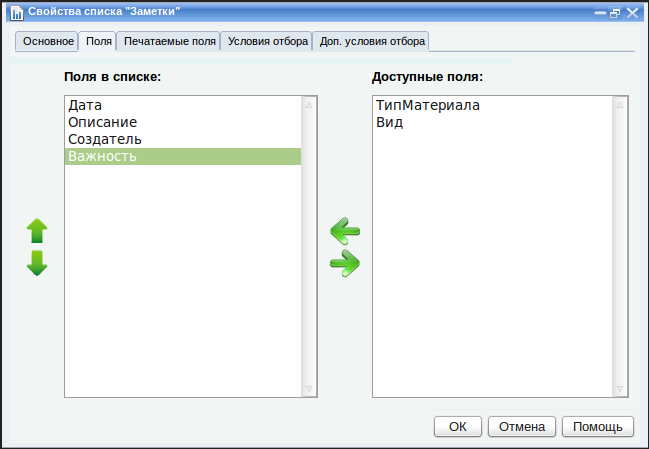 Свойства списка "Заметки"
Основное Поля Печатаемые поля Условия отбора Доп. условия отбора
Поля в списке: Доступные поля:
Дата ТипМатериала
Описание Вид
Создатель
Важность
ОК Отмена Помощь